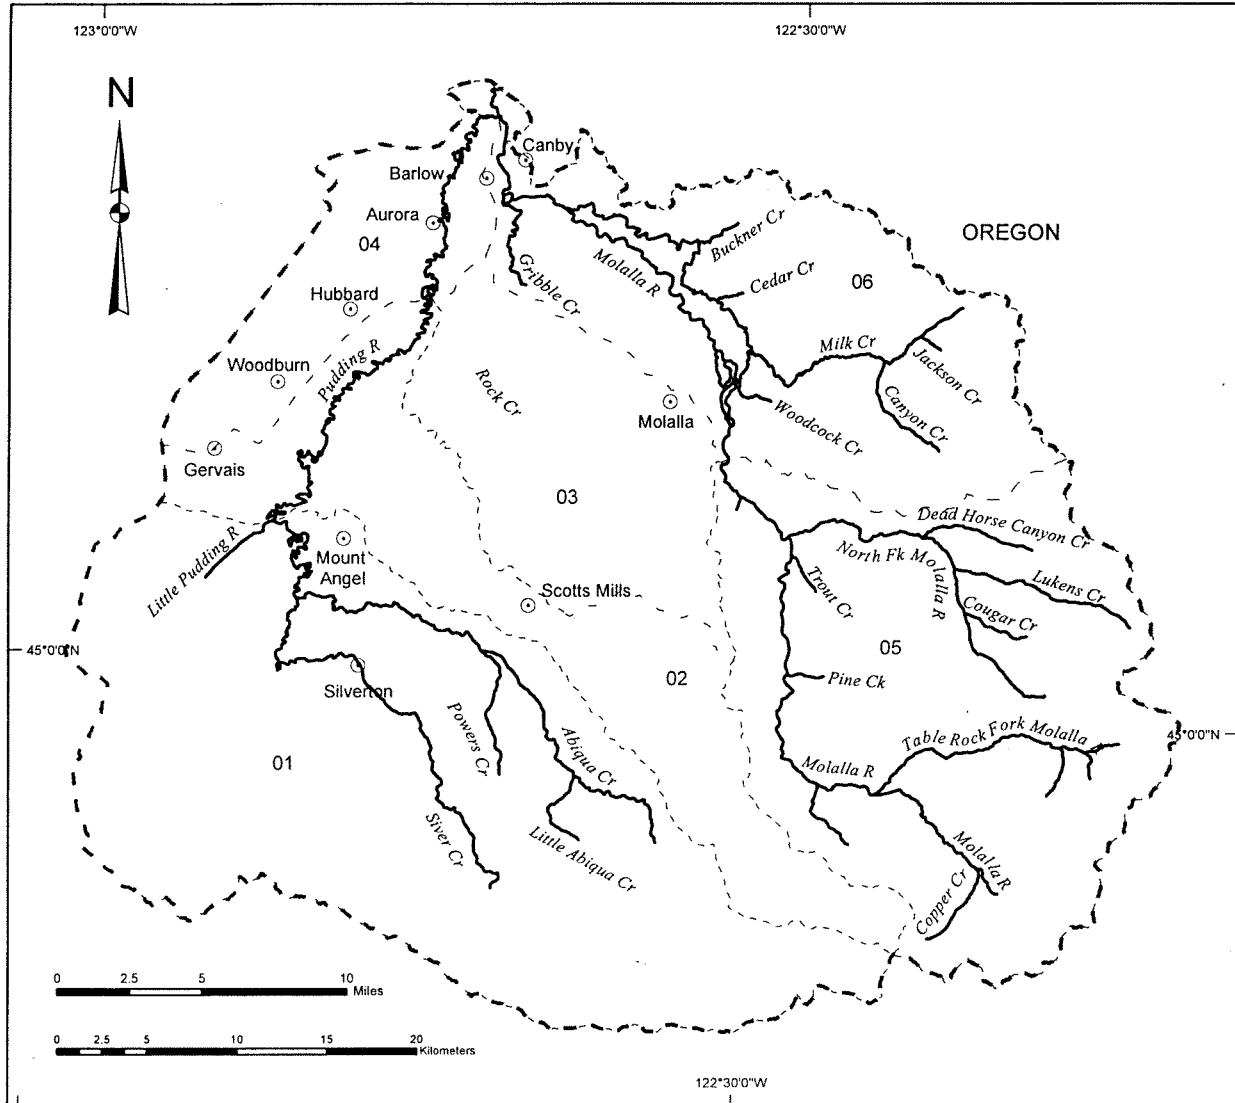 123°0'0"W
122°30'0"W
N
Canby
Barlow
Aurora
04
Buckner Cr
OREGON
Molalla R
Gribble Cr
Cedar Cr
06
Hubbard
Milk Cr
Jackson Cr
Pudding R
Woodburn
Rock Cr
Canyon Cr
Molalla
Woodcock Cr
Gervais
03
Dead Horse Canyon Cr
Little Pudding R
Mount
Angel
North Fk Molalla R
Trout Cr
Lukens Cr
Scotts Mills
Cougar Cr
45°0'0"N
05
02
Pine Ck
Silverton
Powers Cr
Abiqua Cr
Table Rock Fork Molalla
45°0'0"N
01
Molalla R
Siver Cr
Little Abiqua Cr
Molalla R
Copper Cr
0 2.5 5 10
Miles
0 2.5 5 10 15 20
Kilometers
122°30'0"W